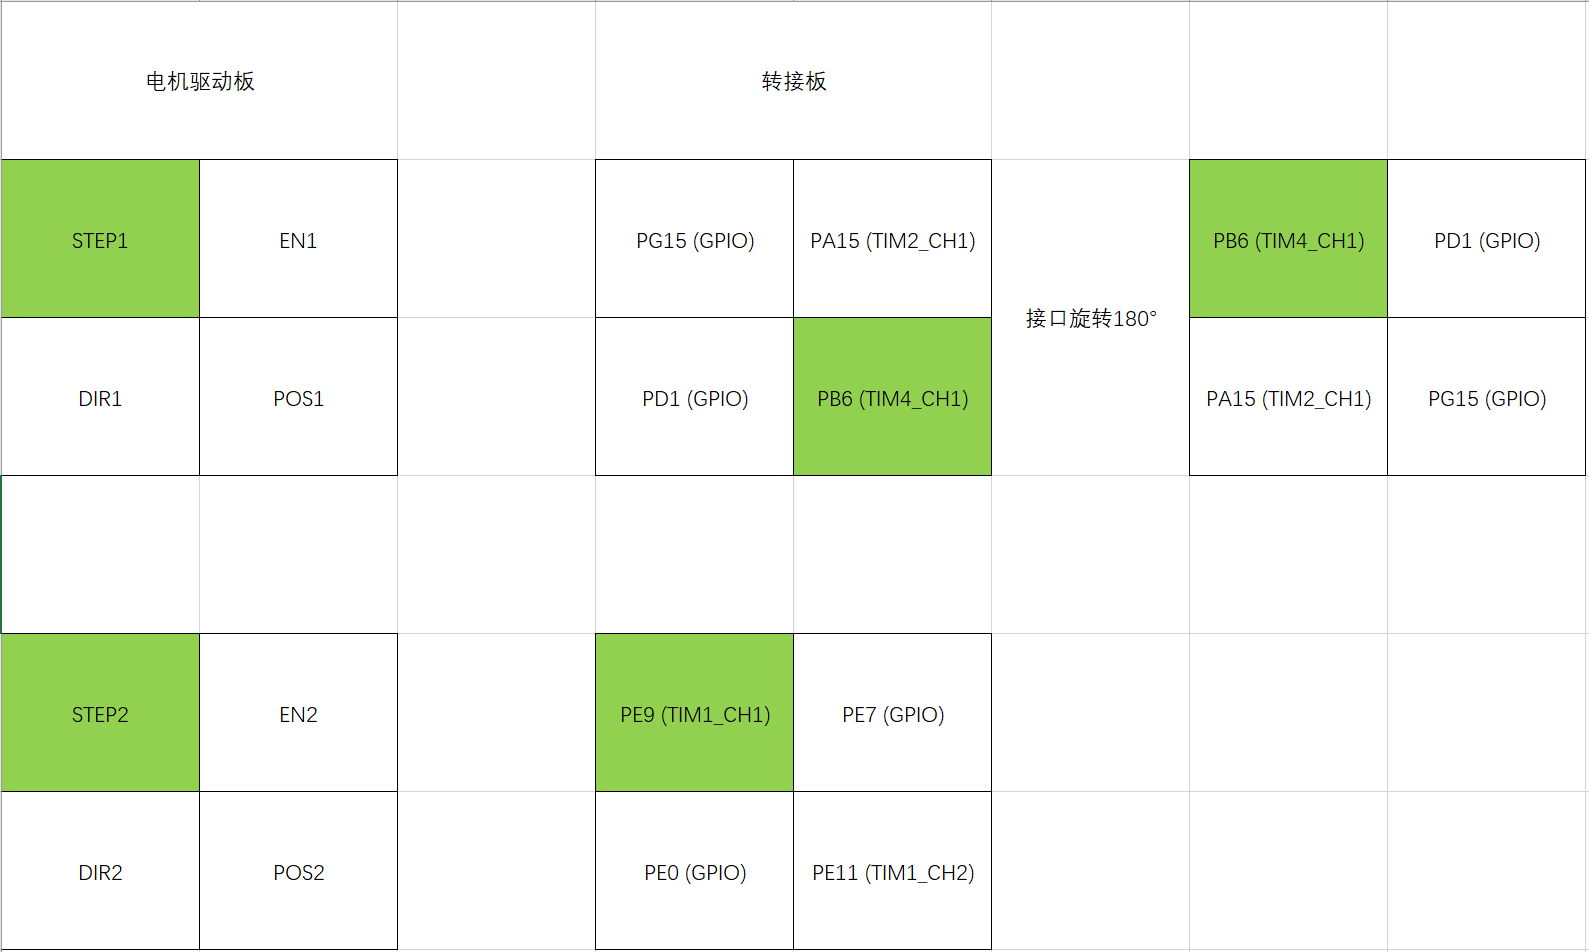 电机驱动板
转接板
STEP1
EN1
PG15 (GPIO)
PA15 (TIM2_CH1)
接口旋转180°
PB6 (TIM4_CH1)
PD1 (GPIO)
DIR1
POS1
PD1 (GPIO)
PB6 (TIM4_CH1)
PA15 (TIM2_CH1)
PG15 (GPIO)
STEP2
EN2
PE9 (TIM1_CH1)
PE7 (GPIO)
DIR2
POS2
PE0 (GPIO)
PE11 (TIM1_CH2)